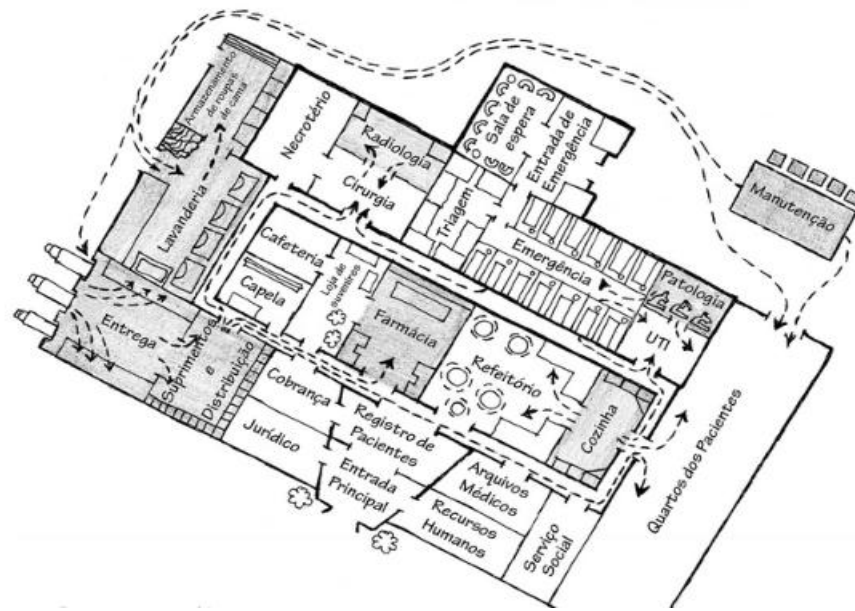 Armazenamento
de roupas
de cama
Necrotério
Radiologia
Cirurgia
Sala de
espera
Entrada de
Emergência
Triagem
Manutenção
Lavanderia
Emergência
Patologia
UTI
Cafeteria
Capela
Loja de
suvenires
Farmácia
Refeitório
Cozinha
Entrega
Suprimentos
e
Distribuição
Cobrança
Jurídico
Registro de
Pacientes
Entrada
Principal
Arquivos
Médicos
Recursos
Humanos
Serviço
Social
Quartos dos Pacientes